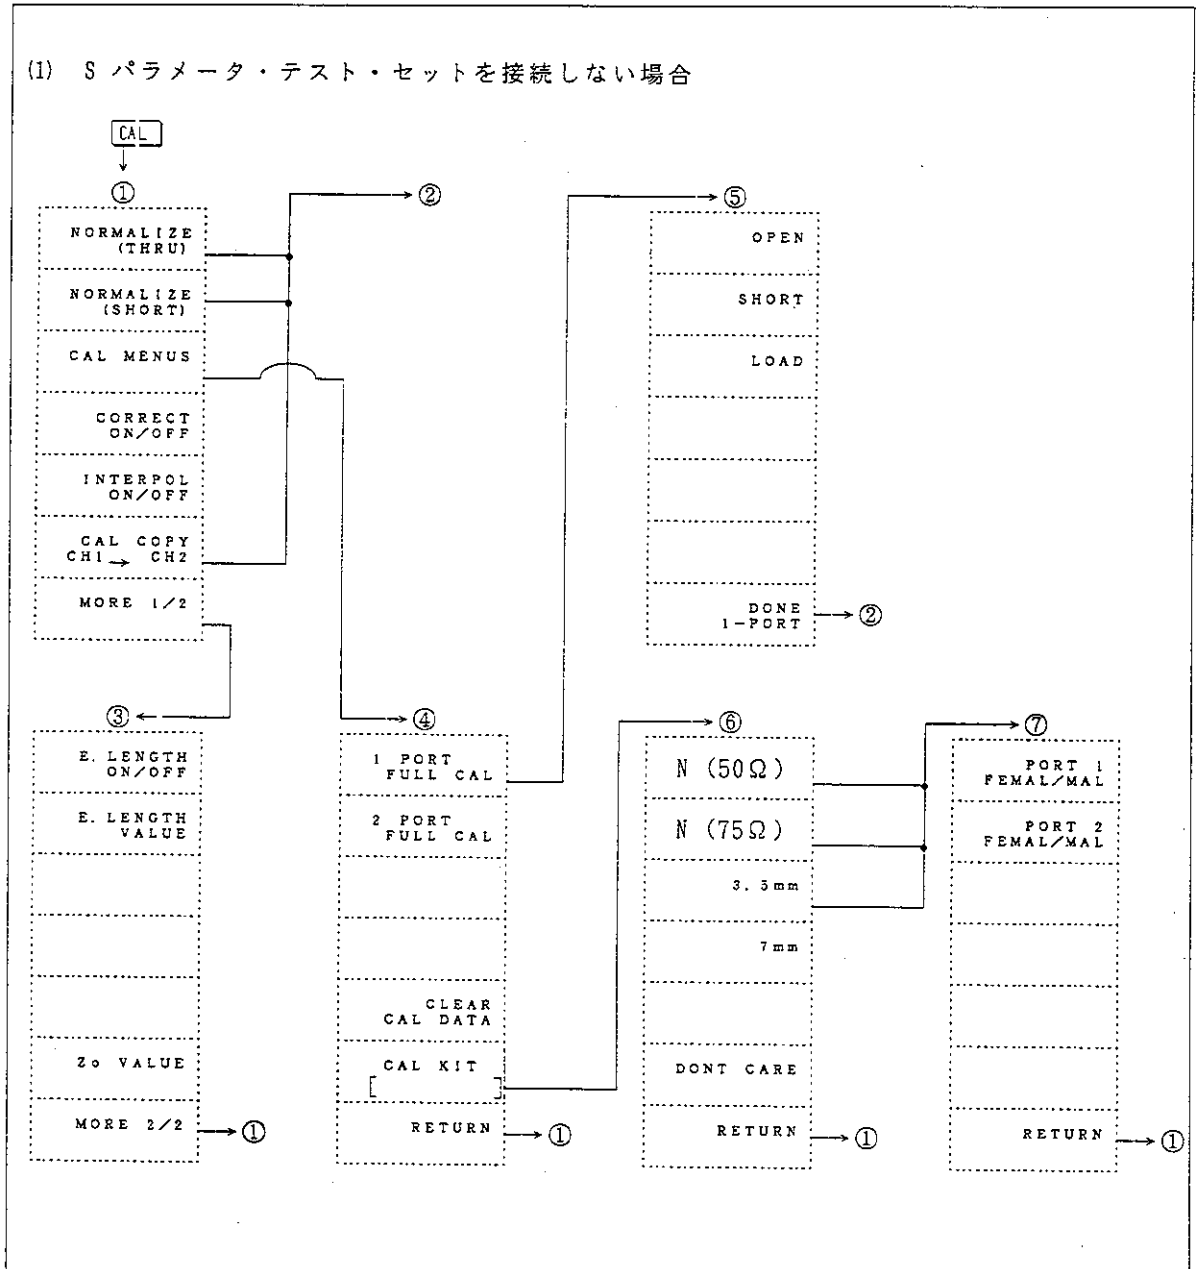 (1) S パラメータ・テスト・セットを接続しない場合
CAL
①
NORMALIZE
(THRU)
NORMALIZE
(SHORT)
CAL MENUS
CORRECT
ON/OFF
INTERPOL
ON/OFF
CAL COPY
CH1 → CH2
MORE 1/2
②
⑤
OPEN
SHORT
LOAD
DONE
1-PORT
②
③
E. LENGTH
ON/OFF
E. LENGTH
VALUE
Zo VALUE
MORE 2/2
①
④
1 PORT
FULL CAL
2 PORT
FULL CAL
CLEAR
CAL DATA
CAL KIT
[ ]
RETURN
①
⑥
N (50Ω)
N (75Ω)
3.5mm
7mm
DONT CARE
RETURN
①
⑦
PORT 1
FEMAL/MAL
PORT 2
FEMAL/MAL
RETURN
①